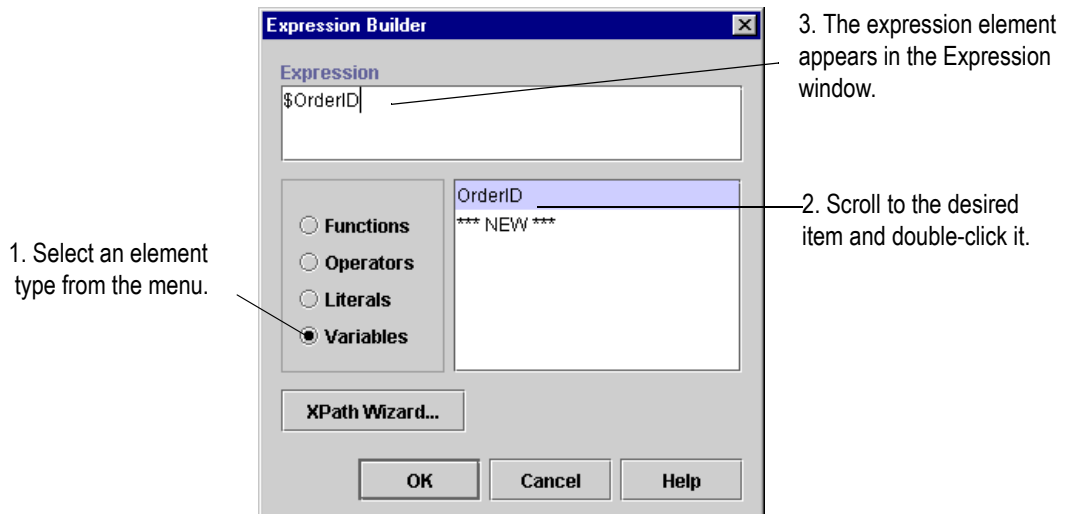 Expression Builder
Expression
$OrderID
3. The expression element
appears in the Expression
window.
1. Select an element
type from the menu.
Functions
Operators
Literals
Variables
OrderID
*** NEW ***
2. Scroll to the desired
item and double-click it.
XPath Wizard...
OK
Cancel
Help